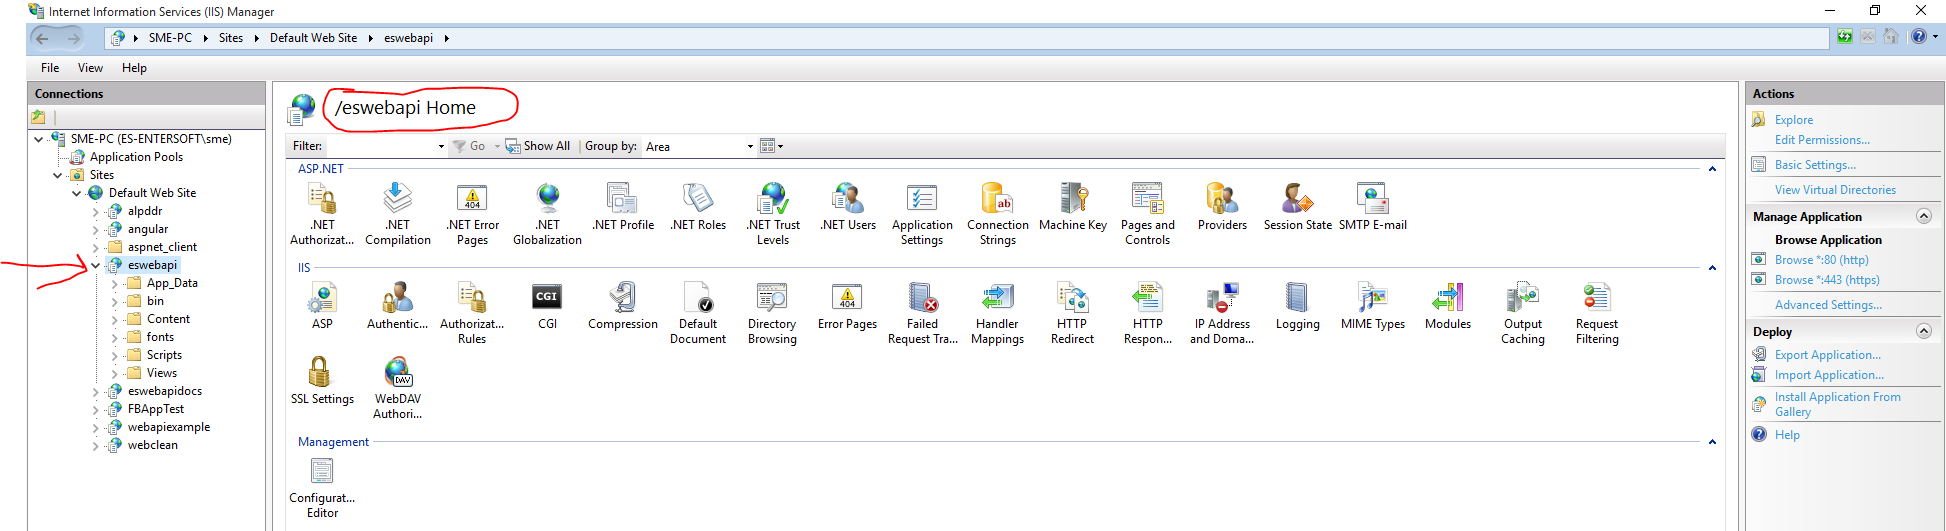 Internet Information Services (IIS) Manager
SME-PC Sites Default Web Site eswebapi
File View Help
Connections
SME-PC (ES-ENTERSOFT\sme)
Application Pools
Sites
Default Web Site
alpddr
angular
aspnet_client
eswebapi
App_Data
bin
Content
fonts
Scripts
Views
eswebapidocs
FBAppTest
webapiexample
webclean
/eswebapi Home
Filter: Go Show All Group by: Area
ASP.NET
.NET Authorizat...
.NET Compilation
.NET Error Pages
404
.NET Globalization
.NET Profile
.NET Roles
.NET Trust Levels
.NET Users
Application Settings
Connection Strings
ab
Machine Key
Pages and Controls
Providers
Session State
SMTP E-mail
IIS
ASP
Authentic...
Authorizat... Rules
CGI
CGI
Compression
Default Document
Directory Browsing
404
Error Pages
Failed Request Tra...
Handler Mappings
HTTP Redirect
HTTP Respon...
IP Address and Doma...
Logging
MIME Types
Modules
Output Caching
Request Filtering
SSL Settings
DAV
WebDAV Authori...
Management
Configurat... Editor
Actions
Explore
Edit Permissions...
Basic Settings...
View Virtual Directories
Manage Application
Browse Application
Browse *:80 (http)
Browse *:443 (https)
Advanced Settings...
Deploy
Export Application...
Import Application...
Install Application From
Gallery
Help